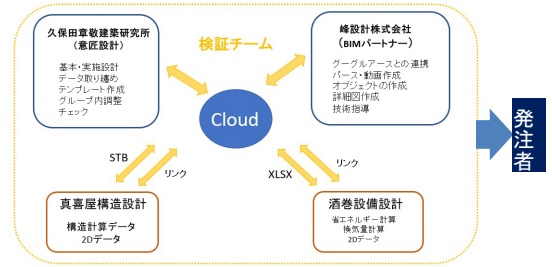 久保田章敬建築研究所
(意匠設計)
基本・実施設計
データ取り纏め
テンプレート作成
グループ内調整
チェック
検証チーム
峰設計株式会社
(BIMパートナー)
グーグルアースとの連携
パース・動画作成
オブジェクトの作成
詳細図作成
技術指導
Cloud
発注者
STB
リンク
XLSX
リンク
真喜屋構造設計
構造計算データ
2Dデータ
酒巻設備設計
省エネルギー計算
換気量計算
2Dデータ